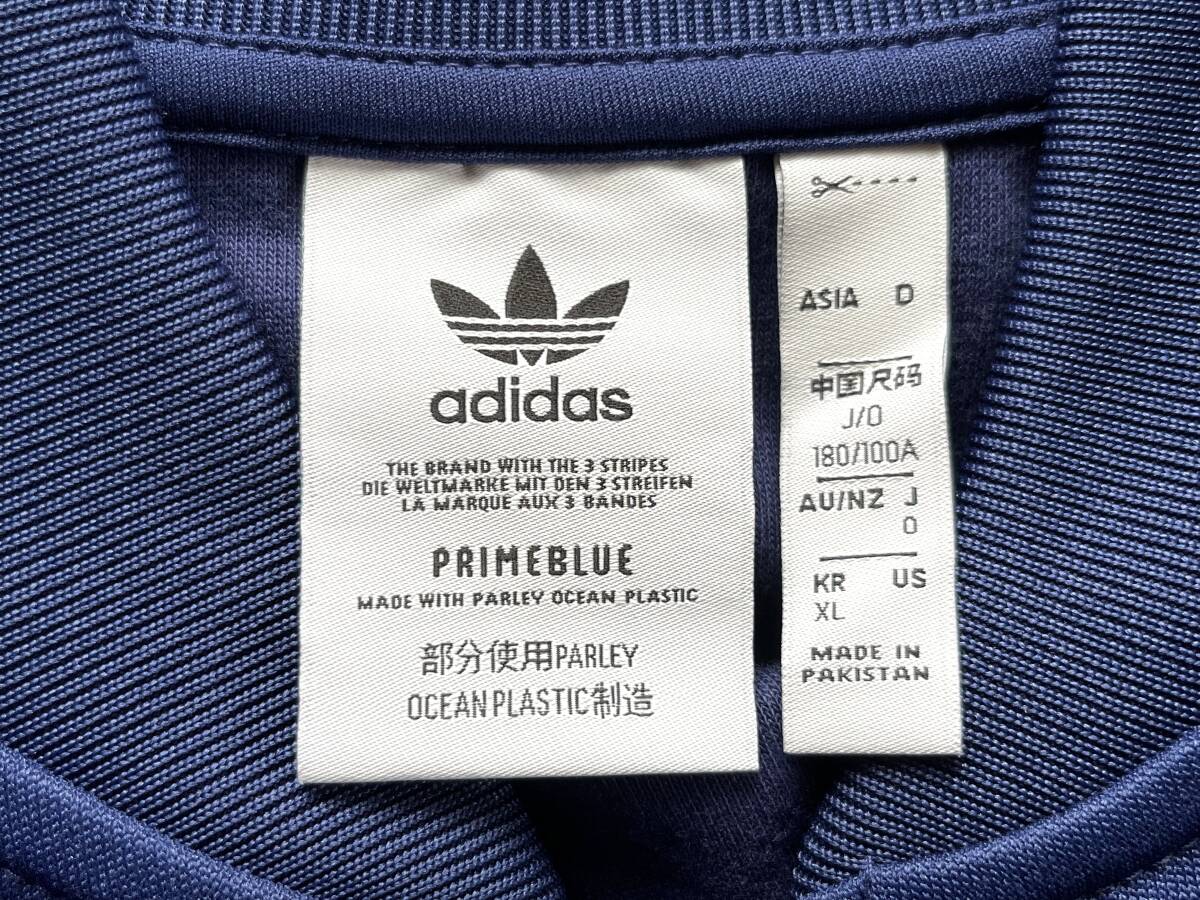 adidas
THE BRAND WITH THE 3 STRIPES
DIE WELTMARKE MIT DEN 3 STREIFEN
LA MARQUE AUX 3 BANDES
PRIMEBLUE
MADE WITH PARLEY OCEAN PLASTIC
部分使用PARLEY
OCEAN PLASTIC制造
ASIA D
中国尺码
J/O
180/100A
AU/NZ J
O
KR US
XL
MADE IN
PAKISTAN